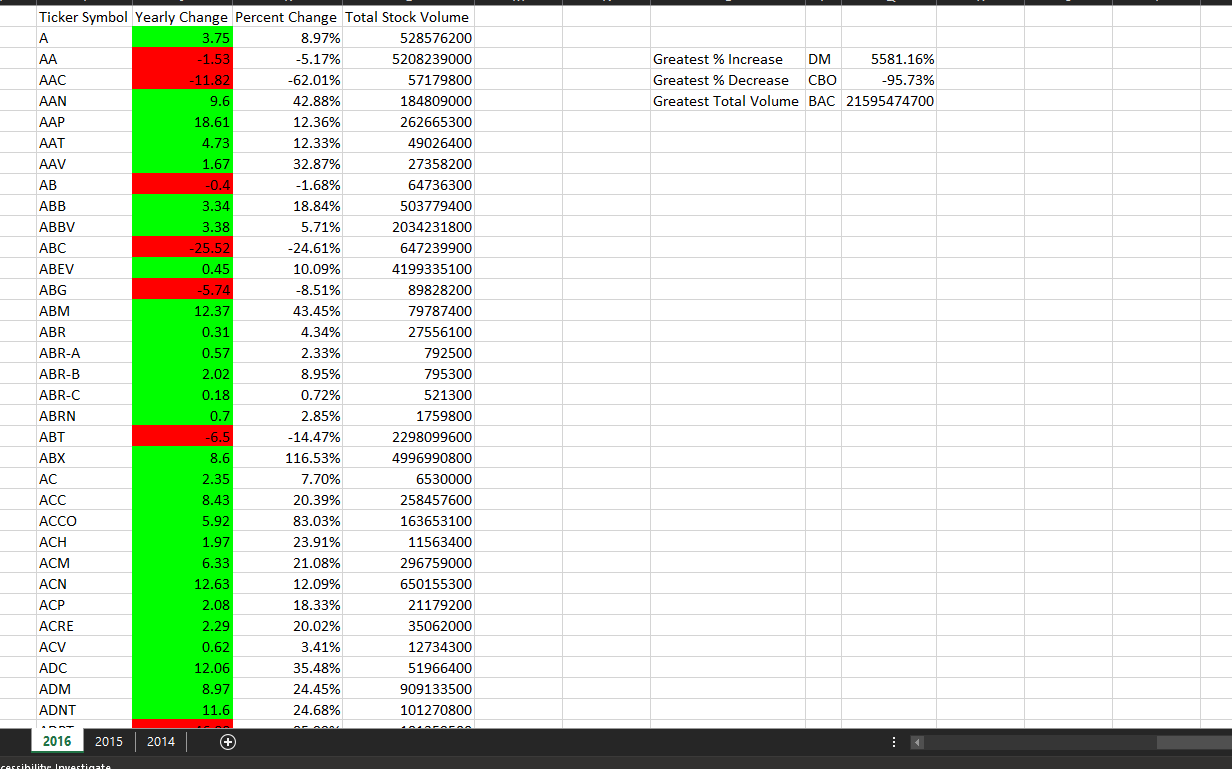 Ticker Symbol Yearly Change Percent Change Total Stock Volume
A 3.75 8.97% 528576200
AA -1.53 -5.17% 5208239000 Greatest % Increase DM 5581.16%
AAC -11.82 -62.01% 57179800 Greatest % Decrease CBO -95.73%
AAN 9.6 42.88% 184809000 Greatest Total Volume BAC 21595474700
AAP 18.61 12.36% 262665300
AAT 4.73 12.33% 49026400
AAV 1.67 32.87% 27358200
AB -0.4 -1.68% 64736300
ABB 3.34 18.84% 503779400
ABBV 3.38 5.71% 2034231800
ABC -25.52 -24.61% 647239900
ABEV 0.45 10.09% 4199335100
ABG -5.74 -8.51% 89828200
ABM 12.37 43.45% 79787400
ABR 0.31 4.34% 27556100
ABR-A 0.57 2.33% 792500
ABR-B 2.02 8.95% 795300
ABR-C 0.18 0.72% 521300
ABRN 0.7 2.85% 1759800
ABT -6.5 -14.47% 2298099600
ABX 8.6 116.53% 4996990800
AC 2.35 7.70% 6530000
ACC 8.43 20.39% 258457600
ACCO 5.92 83.03% 163653100
ACH 1.97 23.91% 11563400
ACM 6.33 21.08% 296759000
ACN 12.63 12.09% 650155300
ACP 2.08 18.33% 21179200
ACRE 2.29 20.02% 35062000
ACV 0.62 3.41% 12734300
ADC 12.06 35.48% 51966400
ADM 8.97 24.45% 909133500
ADNT 11.6 24.68% 101270800
2016 2015 2014
cessibility: Investigate